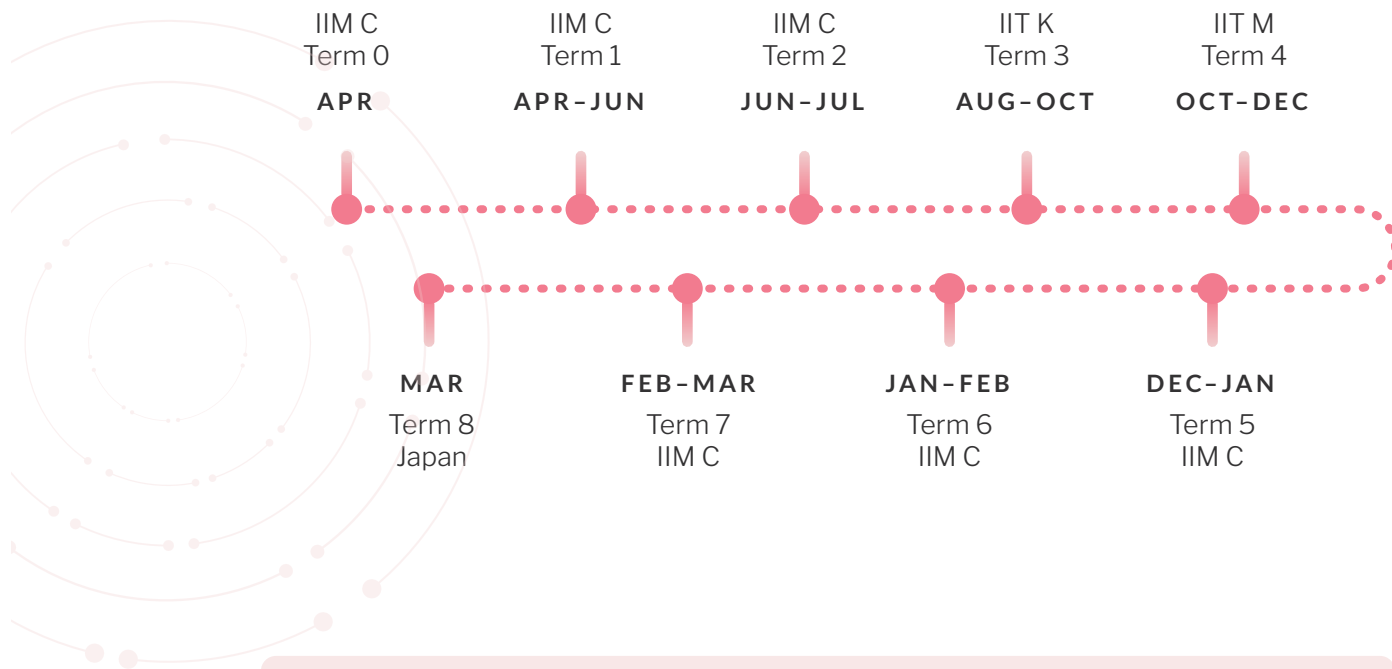 IIM C
Term 0
APR
IIM C
Term 1
APR–JUN
IIM C
Term 2
JUN–JUL
IIT K
Term 3
AUG–OCT
IIT M
Term 4
OCT–DEC
MAR
Term 8
Japan
FEB–MAR
Term 7
IIM C
JAN–FEB
Term 6
IIM C
DEC–JAN
Term 5
IIM C